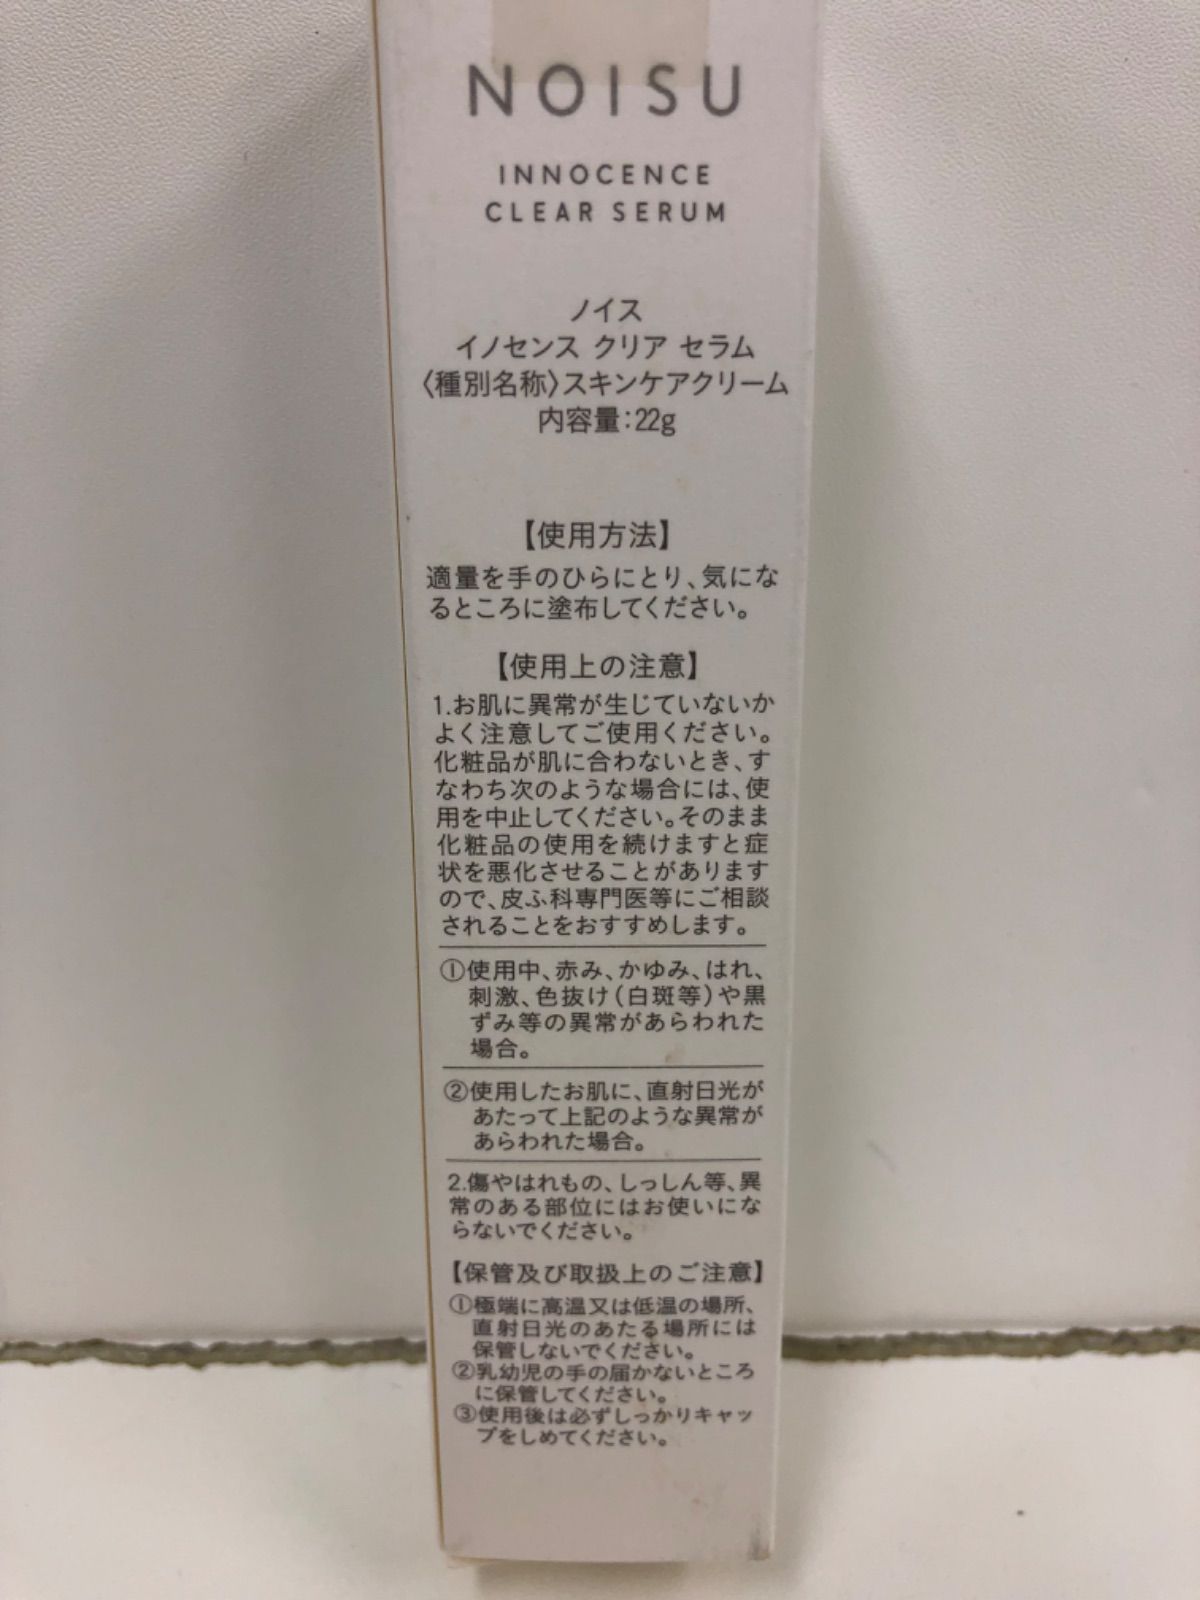 NOISU
INNOCENCE
CLEAR SERUM
ノイス
イノセンス クリア セラム
〈種別名称〉スキンケアクリーム
内容量:22g
【使用方法】
適量を手のひらにとり、気にな
るところに塗布してください。
【使用上の注意】
1.お肌に異常が生じていないか
よく注意してご使用ください。
化粧品が肌に合わないとき、す
なわち次のような場合には、使
用を中止してください。そのまま
化粧品の使用を続けますと症
状を悪化させることがあります
ので、皮ふ科専門医等にご相談
されることをおすすめします。
①使用中、赤み、かゆみ、はれ、
刺激、色抜け(白斑等)や黒
ずみ等の異常があらわれた
場合。
②使用したお肌に、直射日光が
あたって上記のような異常が
あらわれた場合。
2.傷やはれもの、しっしん等、異
常のある部位にはお使いにな
らないでください。
【保管及び取扱上のご注意】
①極端に高温又は低温の場所、
直射日光のあたる場所には
保管しないでください。
②乳幼児の手の届かないところ
に保管してください。
③使用後は必ずしっかりキャッ
プをしめてください。